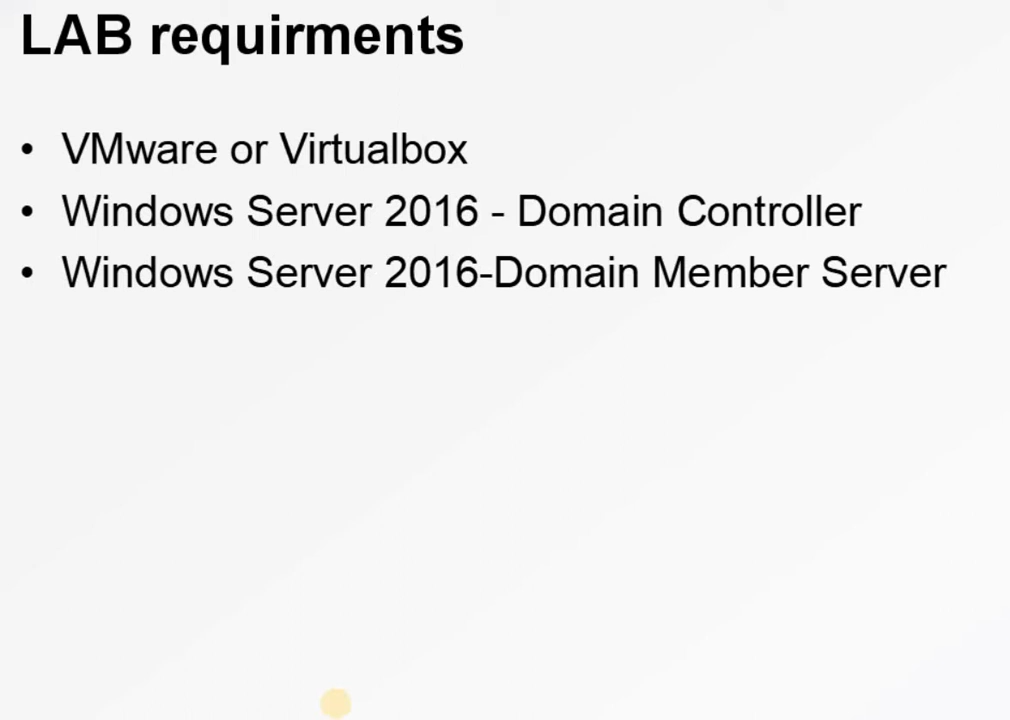 LAB requirments
• VMware or Virtualbox
• Windows Server 2016 - Domain Controller
• Windows Server 2016-Domain Member Server